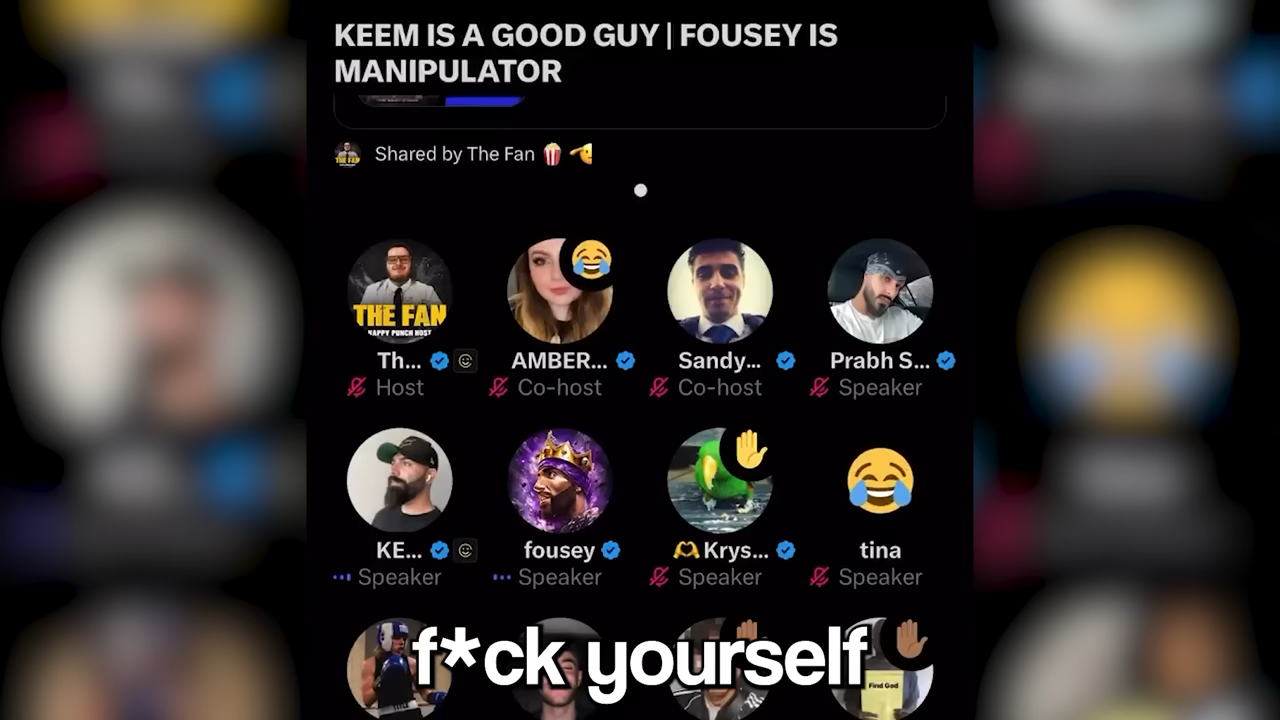 KEEM IS A GOOD GUY | FOUSEY IS
MANIPULATOR
THE FAN
Shared by The Fan 🍿 🫡
THE FAN
HAPPY PUNCH HOST
Th... AMBER... Sandy... Prabh S...
Host Co-host Co-host Speaker
KE... fousey 🫶Krys... tina
Speaker Speaker Speaker Speaker
f*ck yourself
Find God